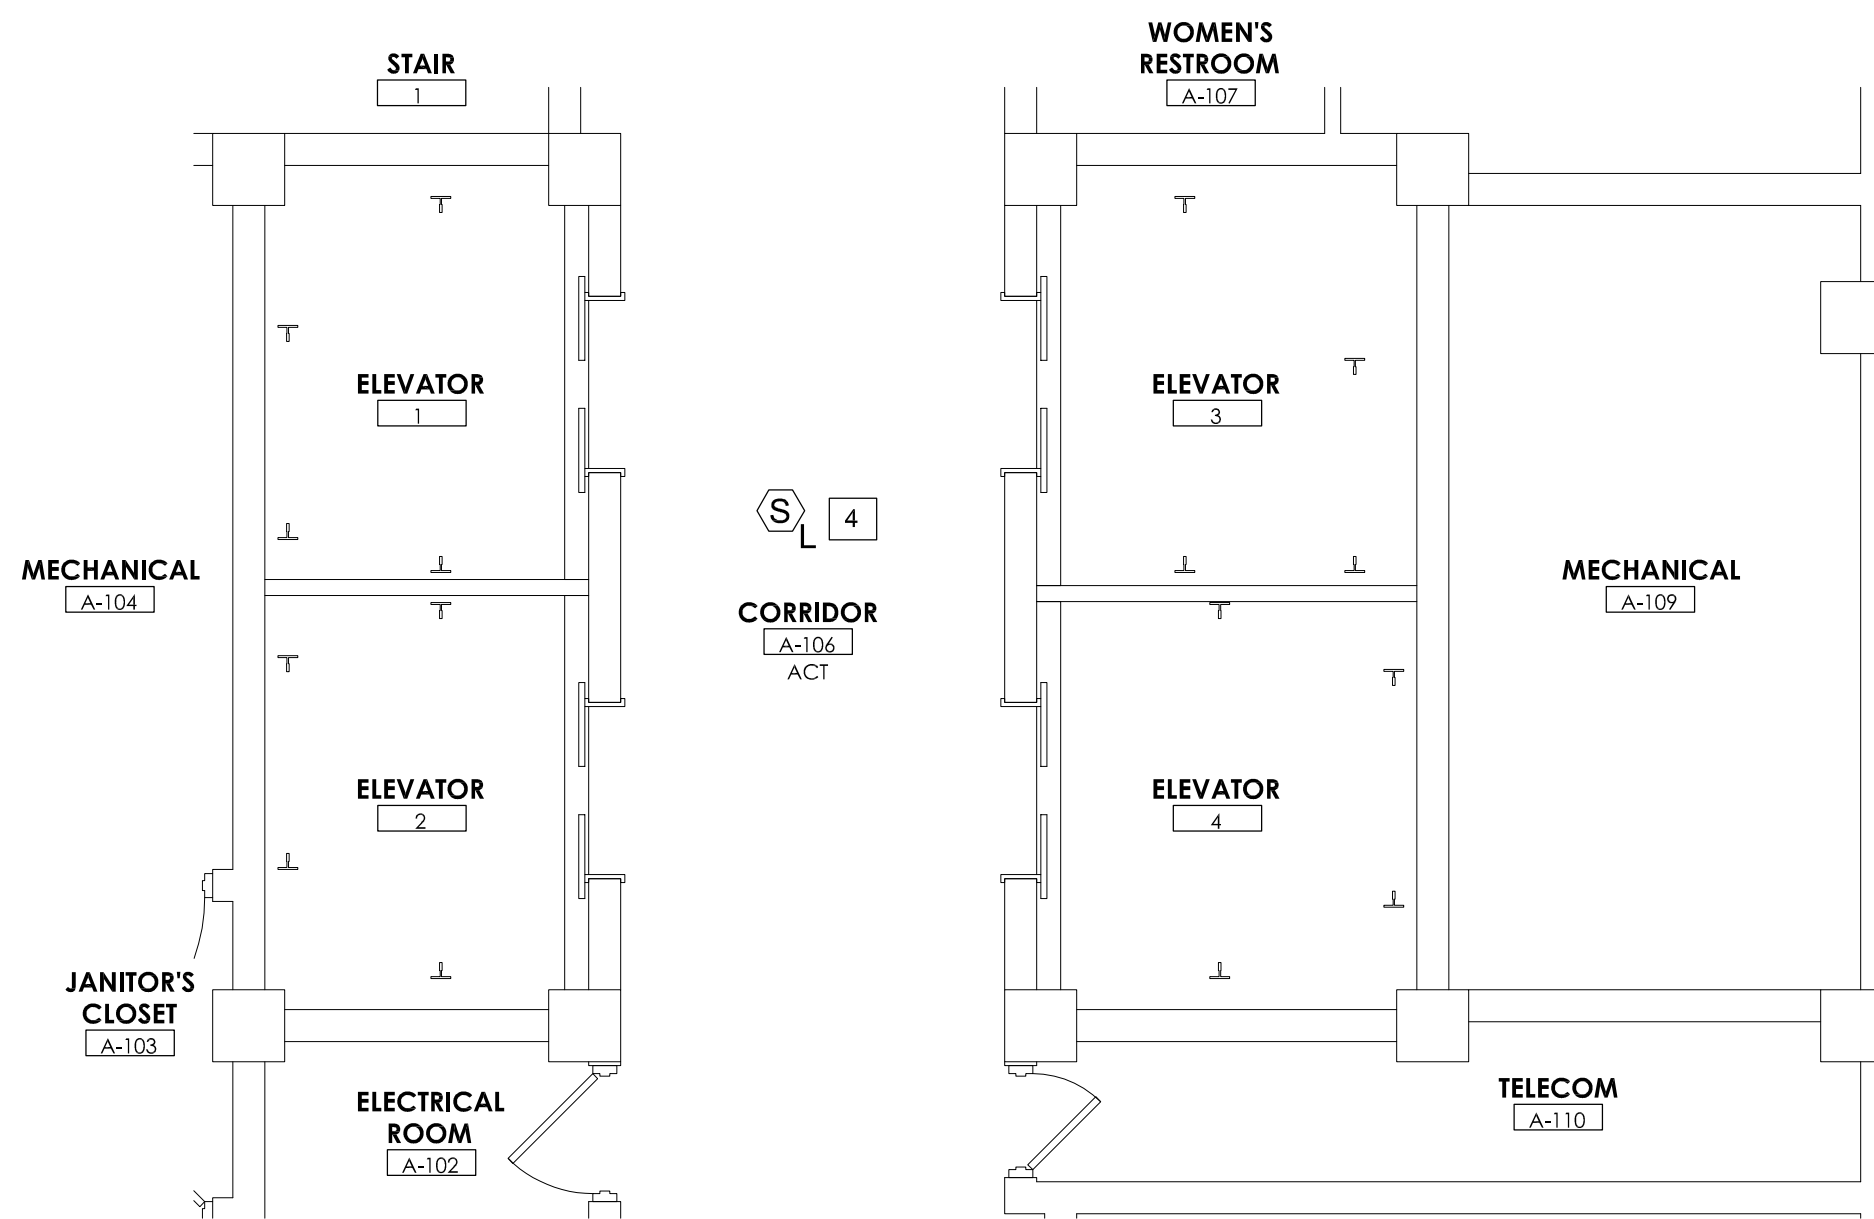 STAIR
1
WOMEN'S
RESTROOM
A-107
ELEVATOR
1
ELEVATOR
3
S
L
4
MECHANICAL
A-104
CORRIDOR
A-106
ACT
MECHANICAL
A-109
ELEVATOR
2
ELEVATOR
4
JANITOR'S
CLOSET
A-103
ELECTRICAL
ROOM
A-102
TELECOM
A-110